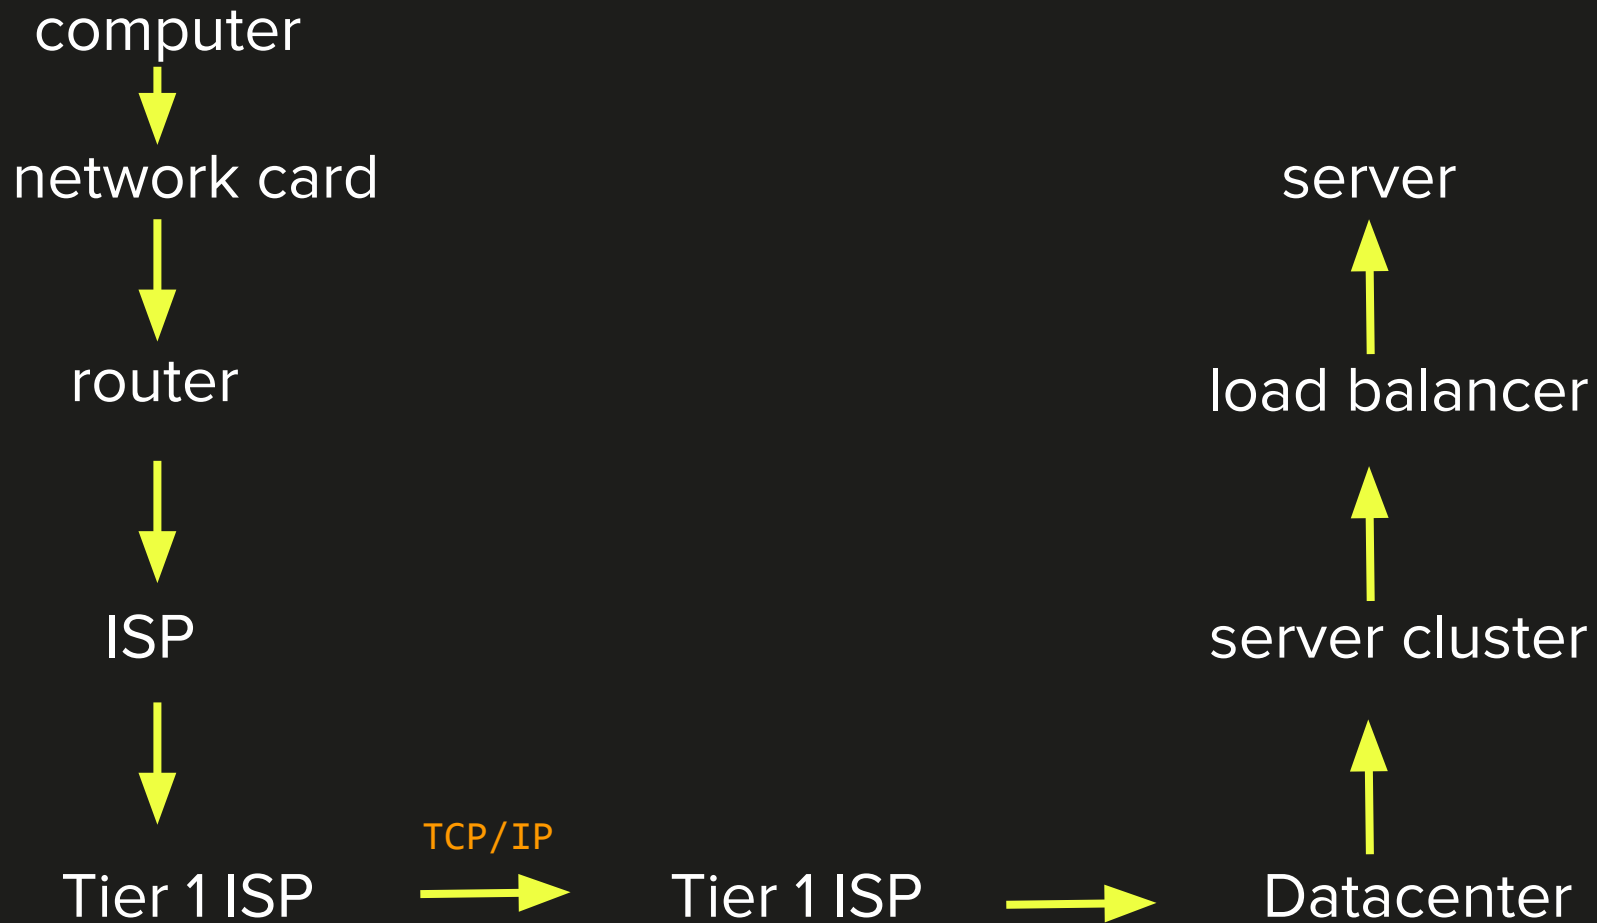 computer
network card
router
ISP
Tier 1 ISP
TCP/IP
Tier 1 ISP
Datacenter
server cluster
load balancer
server